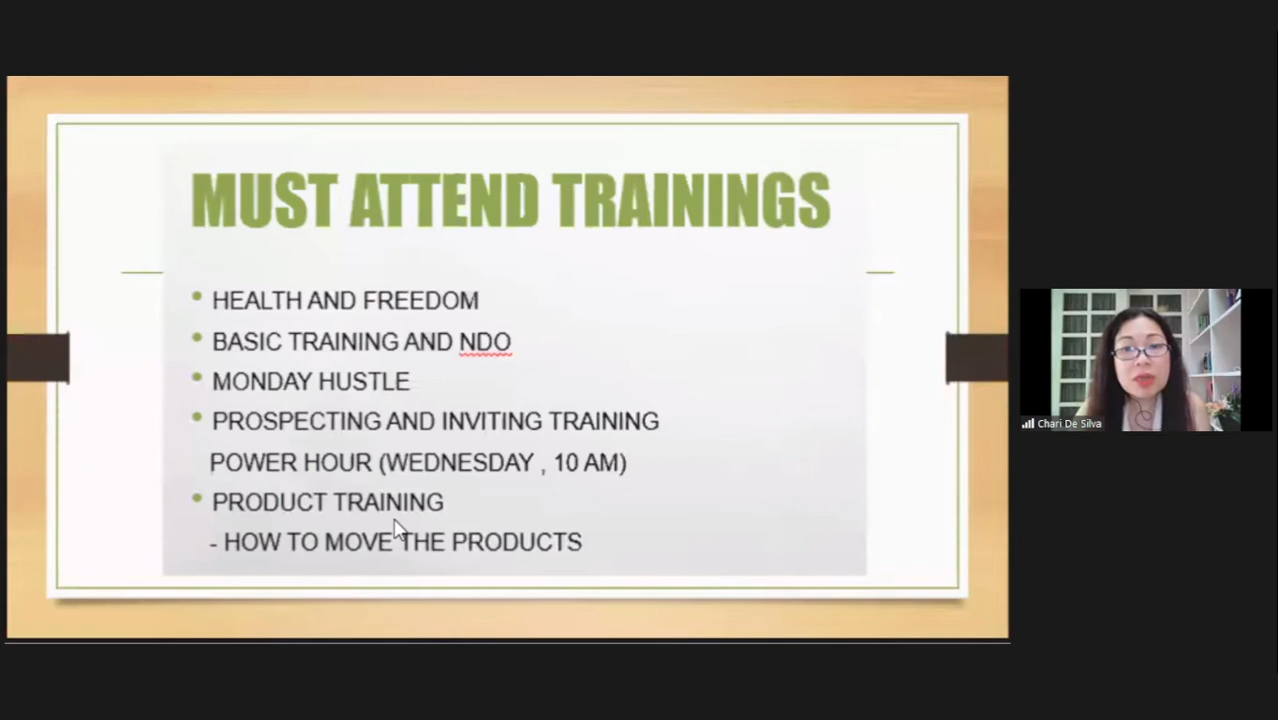 MUST ATTEND TRAININGS
HEALTH AND FREEDOM
BASIC TRAINING AND NDO
MONDAY HUSTLE
PROSPECTING AND INVITING TRAINING
POWER HOUR (WEDNESDAY , 10 AM)
PRODUCT TRAINING
- HOW TO MOVE THE PRODUCTS
Chari De Silva